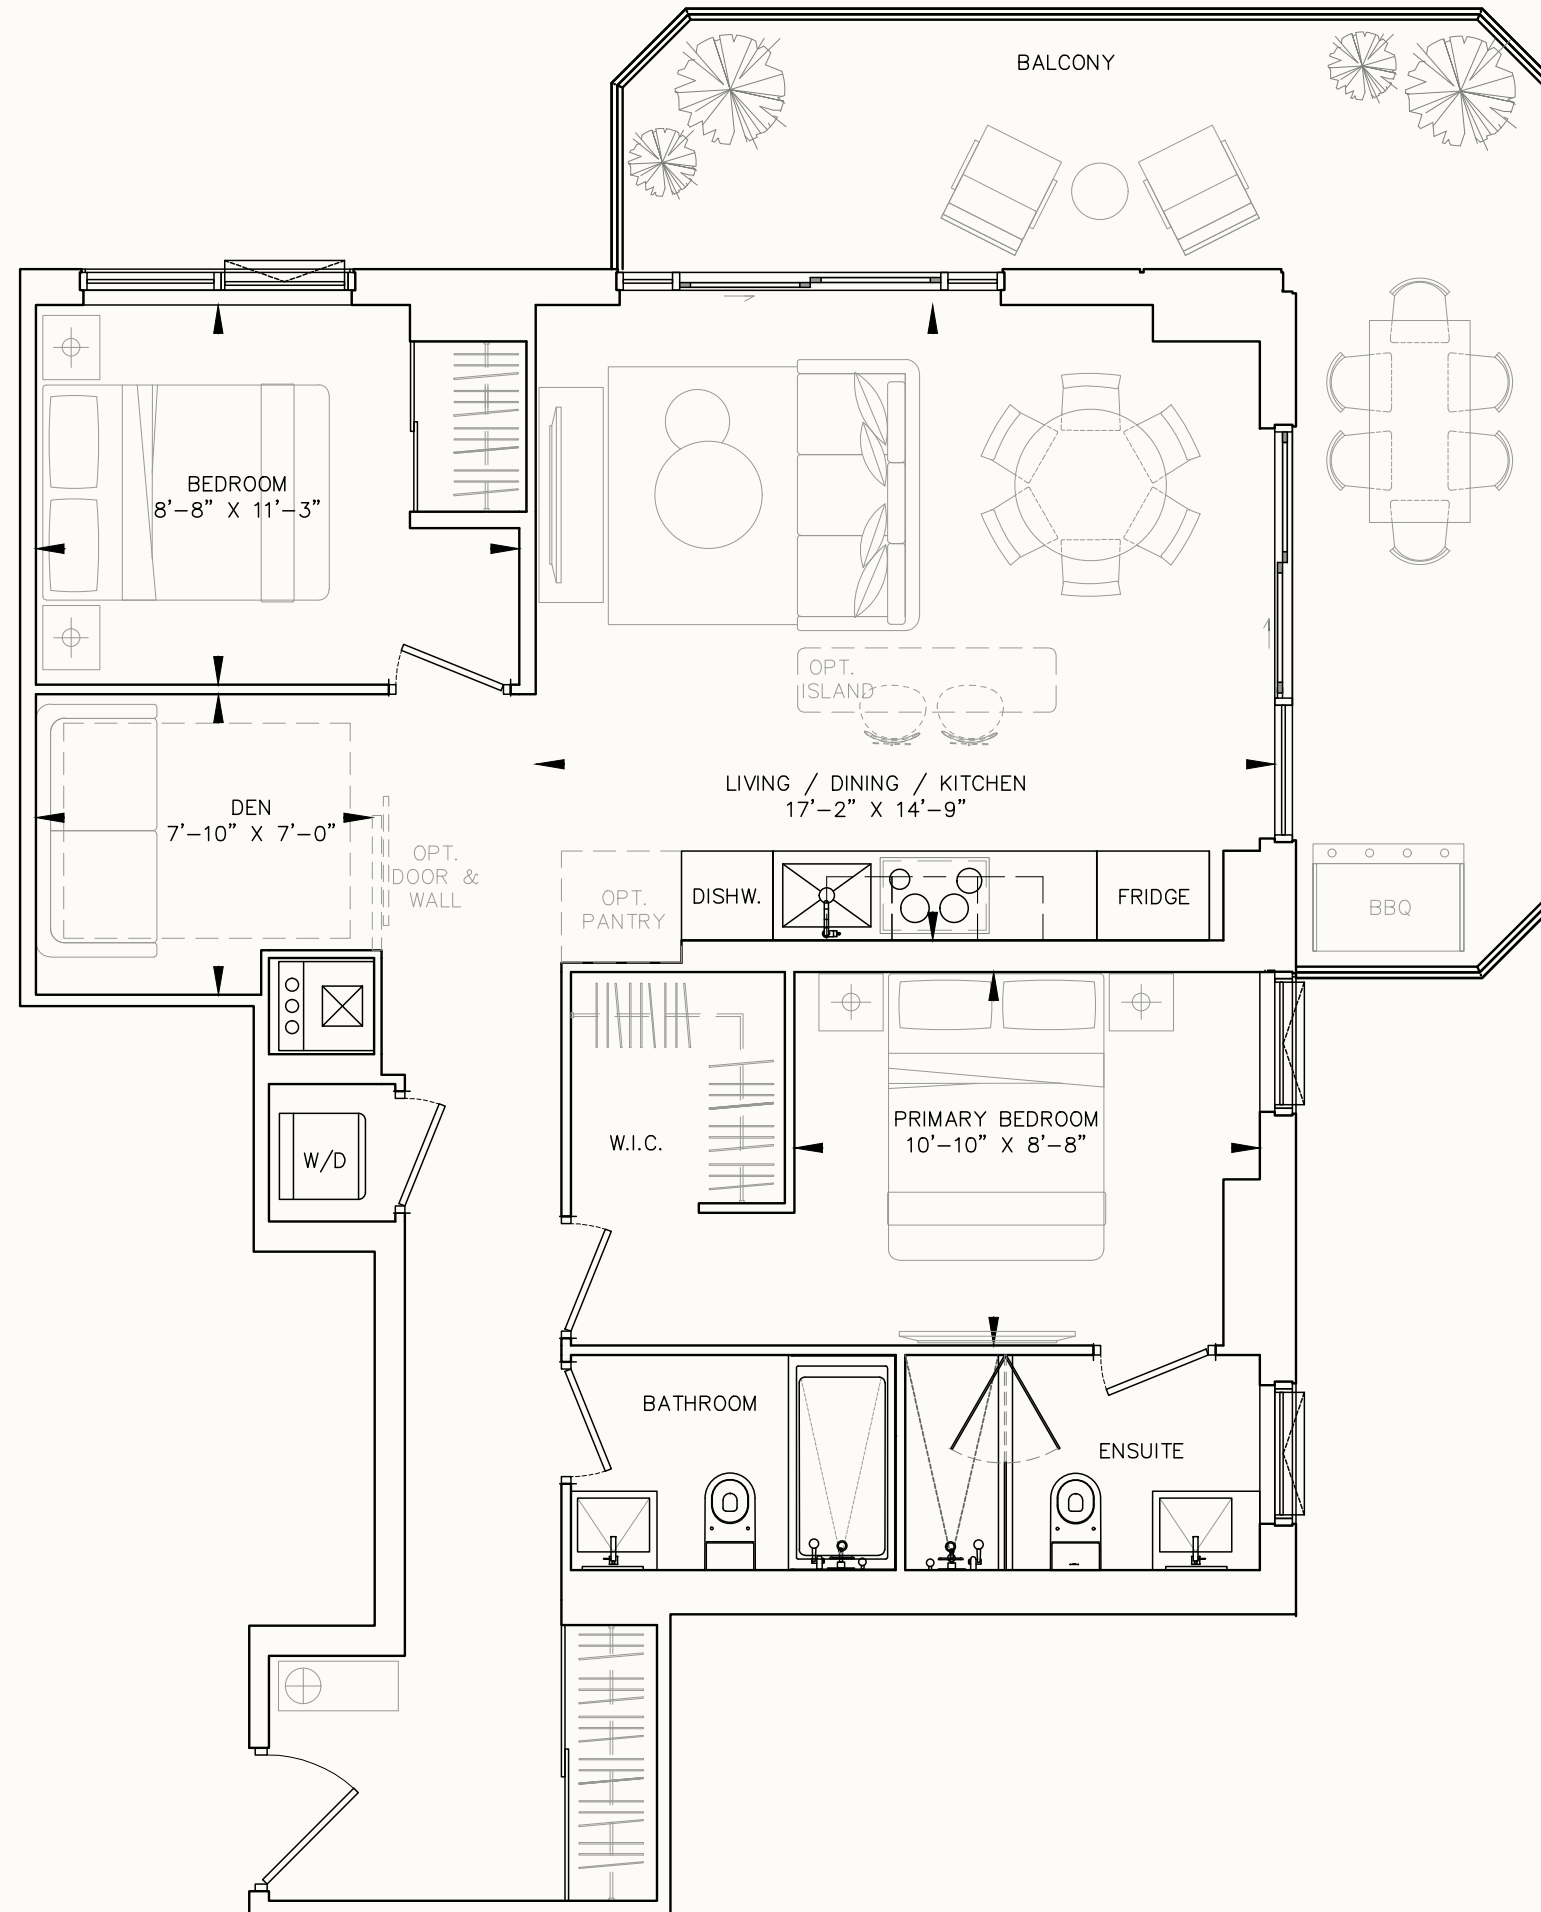 BALCONY
BEDROOM
8'-8" X 11'-3"
OPT.
ISLAND
LIVING / DINING / KITCHEN
17'-2" X 14'-9"
DEN
7'-10" X 7'-0"
OPT.
DOOR &
WALL
OPT.
PANTRY
DISHW.
FRIDGE
BBQ
W/D
W.I.C.
PRIMARY BEDROOM
10'-10" X 8'-8"
BATHROOM
ENSUITE